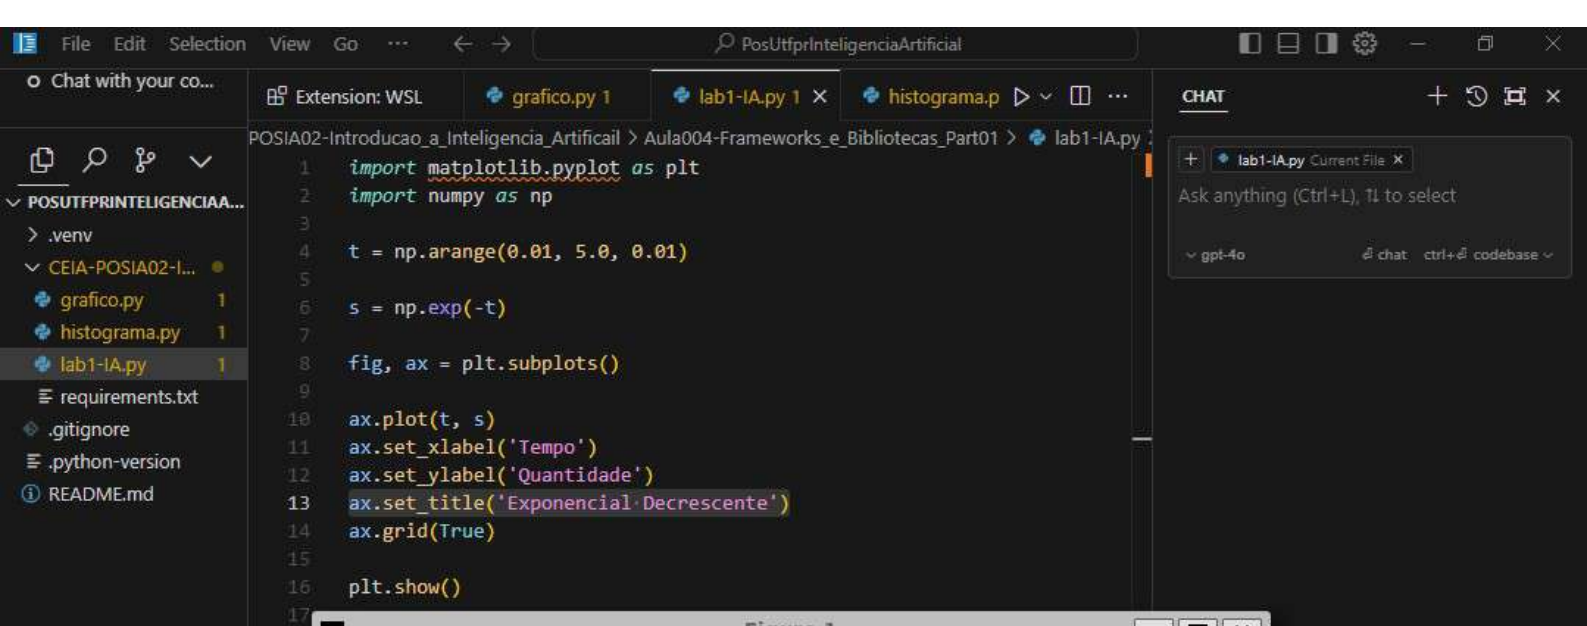 File Edit Selection View Go ··· PosUtfprInteligenciaArtificial
Chat with your co...
POSUTFPRINTELIGENCIAA...
.venv
CEIA-POSIA02-I...
grafico.py 1
histograma.py 1
lab1-IA.py 1
requirements.txt
.gitignore
.python-version
README.md
Extension: WSL grafico.py 1 lab1-IA.py 1 histograma.p ···
POSIA02-Introducao_a_Inteligencia_Artificail > Aula004-Frameworks_e_Bibliotecas_Part01 > lab1-IA.py
1 import matplotlib.pyplot as plt
2 import numpy as np
3
4 t = np.arange(0.01, 5.0, 0.01)
5
6 s = np.exp(-t)
7
8 fig, ax = plt.subplots()
9
10 ax.plot(t, s)
11 ax.set_xlabel('Tempo')
12 ax.set_ylabel('Quantidade')
13 ax.set_title('Exponencial·Decrescente')
14 ax.grid(True)
15
16 plt.show()
17
CHAT
lab1-IA.py Current File
Ask anything (Ctrl+L), ⇅ to select
gpt-4o ⏎ chat ctrl+⏎ codebase